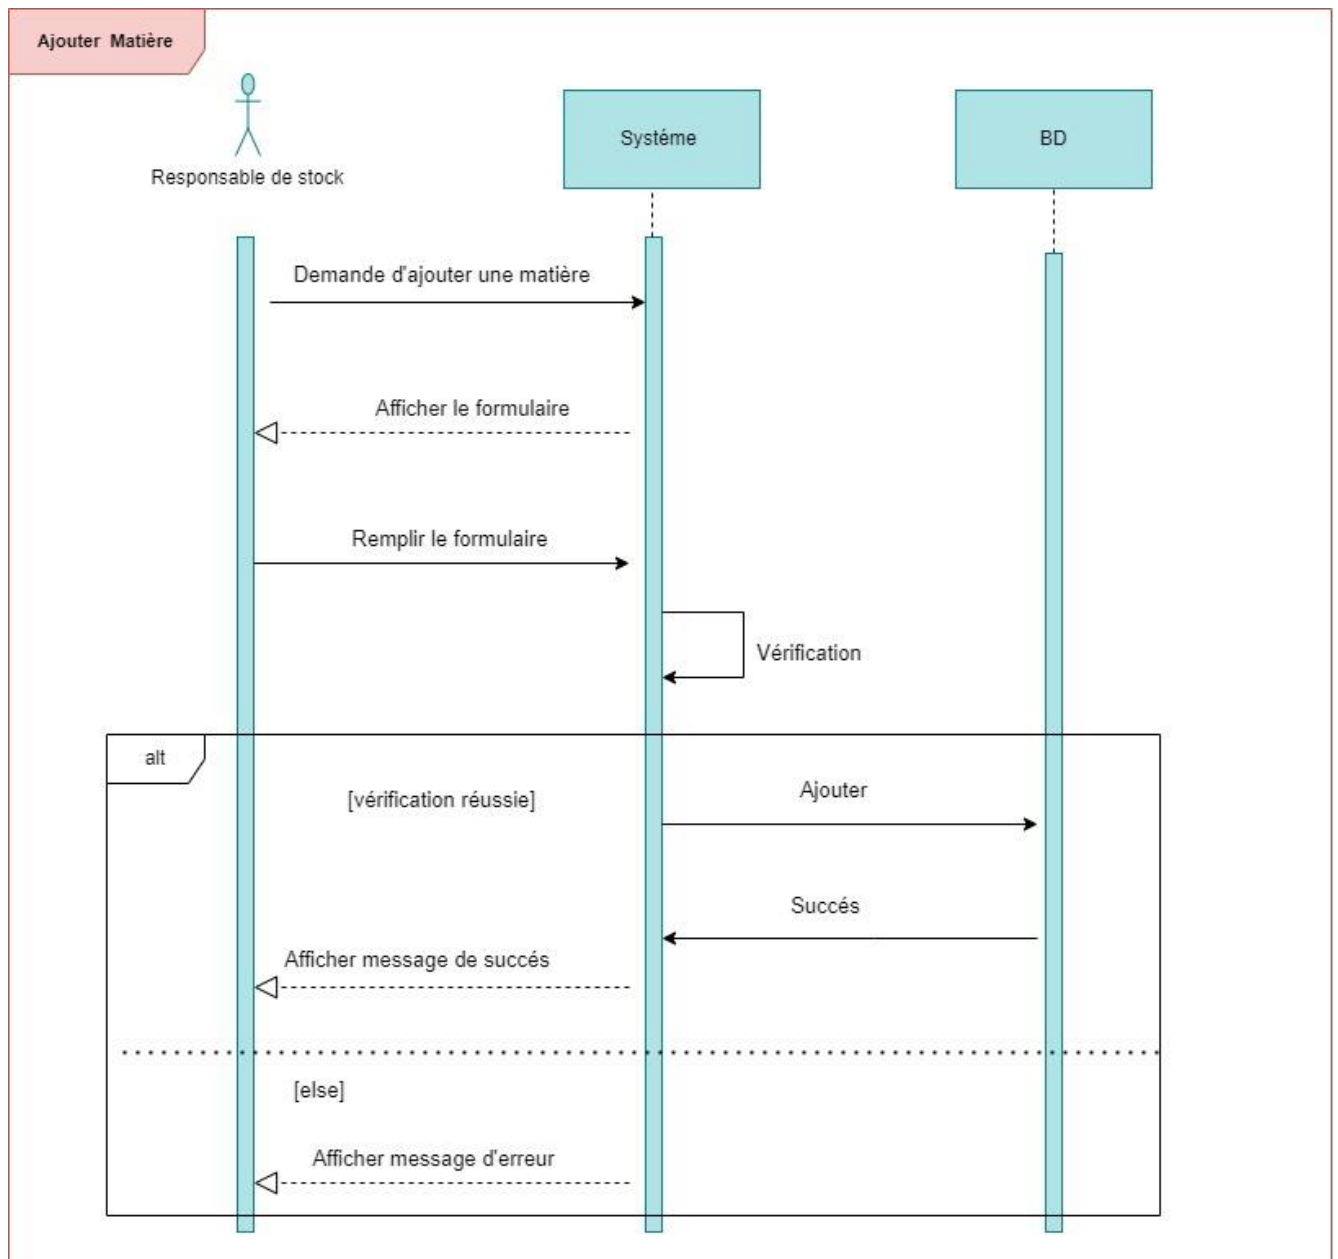 Ajouter Matière
Systéme
BD
Responsable de stock
Demande d'ajouter une matière
Afficher le formulaire
Remplir le formulaire
Vérification
alt
[vérification réussie]
Ajouter
Succés
Afficher message de succés
[else]
Afficher message d'erreur